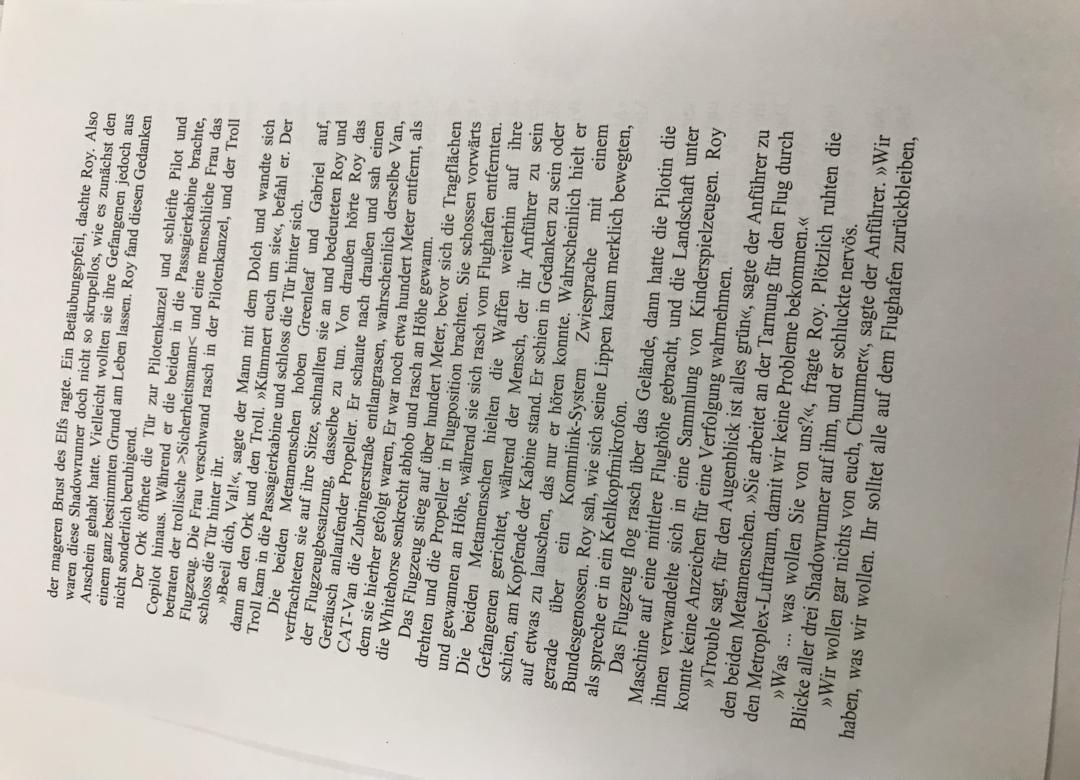 der mageren Brust des Elfs ragte. Ein Betäubungspfeil, dachte Roy. Also
waren diese Shadowrunner doch nicht so skrupellos, wie es zunächst den
Anschein gehabt hatte. Vielleicht wollten sie ihre Gefangenen jedoch aus
einem ganz bestimmten Grund am Leben lassen. Roy fand diesen Gedanken
nicht sonderlich beruhigend.
Der Ork öffnete die Tür zur Pilotenkanzel und schleifte Pilot und
Copilot hinaus. Während er die beiden in die Passagierkabine brachte,
betraten der trollische >Sicherheitsmann< und eine menschliche Frau das
Flugzeug. Die Frau verschwand rasch in der Pilotenkanzel, und der Troll
schloss die Tür hinter ihr.
»Beeil dich, Val!«, sagte der Mann mit dem Dolch und wandte sich
dann an den Ork und den Troll. »Kümmert euch um sie«, befahl er. Der
Troll kam in die Passagierkabine und schloss die Tür hinter sich.
Die beiden Metamenschen hoben Greenleaf und Gabriel auf,
verfrachteten sie auf ihre Sitze, schnallten sie an und bedeuteten Roy und
der Flugzeugbesatzung, dasselbe zu tun. Von draußen hörte Roy das
Geräusch anlaufender Propeller. Er schaute nach draußen und sah einen
CAT-Van die Zubringerstraße entlangrasen, wahrscheinlich derselbe Van,
dem sie hierher gefolgt waren, Er war noch etwa hundert Meter entfernt, als
die Whitehorse senkrecht abhob und rasch an Höhe gewann.
Das Flugzeug stieg auf über hundert Meter, bevor sich die Tragflächen
drehten und die Propeller in Flugposition brachten. Sie schossen vorwärts
und gewannen an Höhe, während sie sich rasch vom Flughafen entfernten.
Die beiden Metamenschen hielten die Waffen weiterhin auf ihre
Gefangenen gerichtet, während der Mensch, der ihr Anführer zu sein
schien, am Kopfende der Kabine stand. Er schien in Gedanken zu sein oder
auf etwas zu lauschen, das nur er hören konnte. Wahrscheinlich hielt er
gerade über ein Kommlink-System Zwiesprache mit einem
Bundesgenossen. Roy sah, wie sich seine Lippen kaum merklich bewegten,
als spreche er in ein Kehlkopfmikrofon.
Das Flugzeug flog rasch über das Gelände, dann hatte die Pilotin die
Maschine auf eine mittlere Flughöhe gebracht, und die Landschaft unter
ihnen verwandelte sich in eine Sammlung von Kinderspielzeugen. Roy
konnte keine Anzeichen für eine Verfolgung wahrnehmen.
»Trouble sagt, für den Augenblick ist alles grün«, sagte der Anführer zu
den beiden Metamenschen. »Sie arbeitet an der Tarnung für den Flug durch
den Metroplex-Luftraum, damit wir keine Probleme bekommen.«
»Was ... was wollen Sie von uns?«, fragte Roy. Plötzlich ruhten die
Blicke aller drei Shadowrunner auf ihm, und er schluckte nervös.
»Wir wollen gar nichts von euch, Chummer«, sagte der Anführer. »Wir
haben, was wir wollen. Ihr solltet alle auf dem Flughafen zurückbleiben,